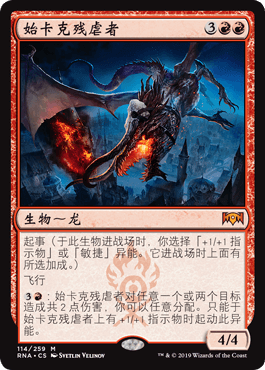 始卡克残虐者
3
生物～龙
起事（于此生物进战场时，你选择「+1/+1指
示物」或「敏捷」异能。它进战场时上面有
所选加成。）
飞行
3：始卡克残虐者对任意一个或两个目标
造成共2点伤害，你可以任意分配。只能于
始卡克残虐者上有+1/+1指示物时起动此异
能。
4/4
114/259 M
RNA • CS SVETLIN VELINOV
™ & © 2019 Wizards of the Coast